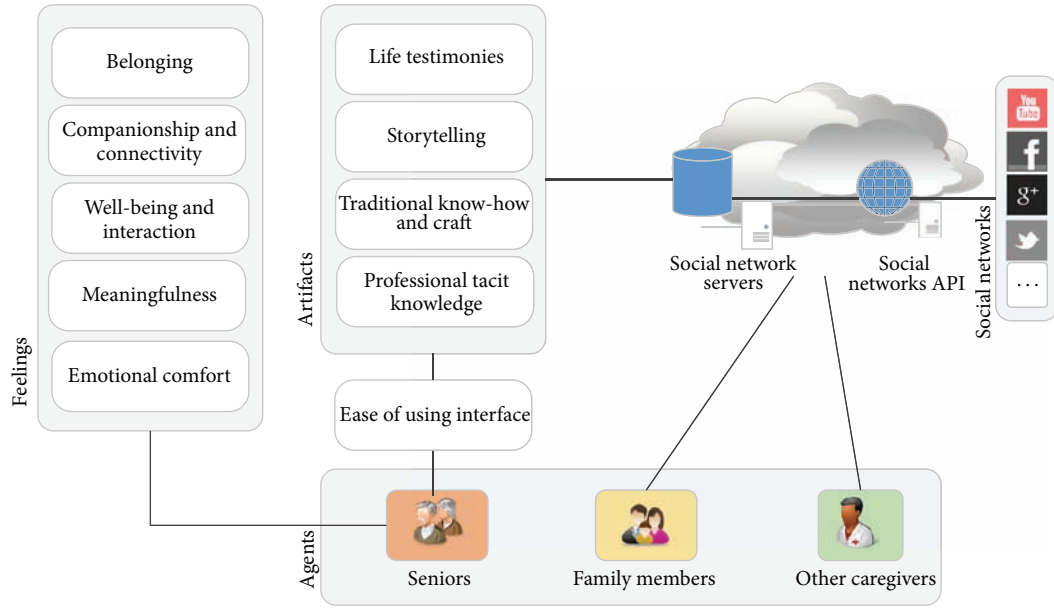 Belonging
Companionship and
connectivity
Well-being and
interaction
Meaningfulness
Emotional comfort
Feelings
Life testimonies
Storytelling
Traditional know-how
and craft
Professional tacit
knowledge
Artifacts
Ease of using interface
Social network
servers
Social
networks API
You
Tube
f
g+
...
Social networks
Agents
Seniors
Family members
Other caregivers